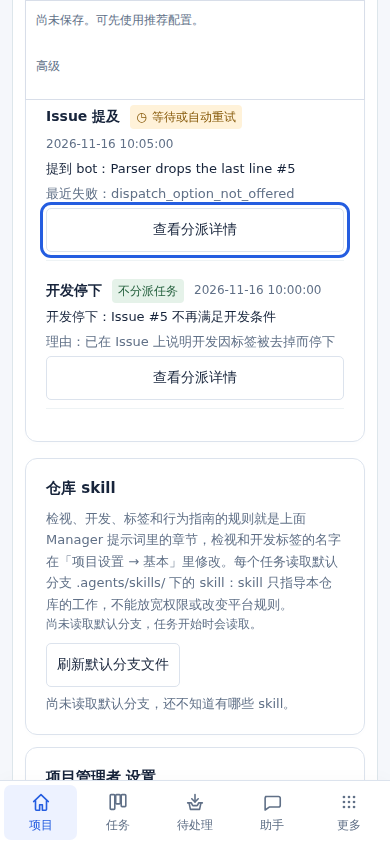 尚未保存。可先使用推荐配置。
高级
Issue 提及 等待或自动重试
2026-11-16 10:05:00
提到 bot：Parser drops the last line #5
最近失败：dispatch_option_not_offered
查看分派详情
开发停下 不分派任务 2026-11-16 10:00:00
开发停下：Issue #5 不再满足开发条件
理由：已在 Issue 上说明开发因标签被去掉而停下
查看分派详情
仓库 skill
检视、开发、标签和行为指南的规则就是上面
Manager 提示词里的章节，检视和开发标签的名字
在「项目设置 → 基本」里修改。每个任务读取默认
分支 .agents/skills/ 下的 skill：skill 只指导本仓
库的工作，不能放宽权限或改变平台规则。
尚未读取默认分支，任务开始时会读取。
刷新默认分支文件
尚未读取默认分支，还不知道有哪些 skill。
项目管理者 设置
项目 任务 待处理 助手 更多